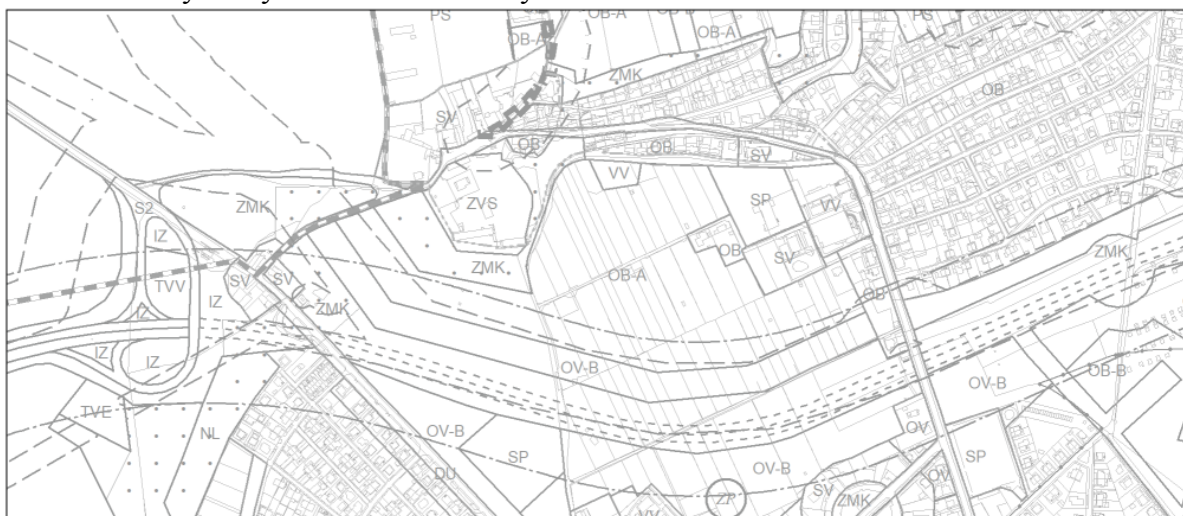 PS
OB-A
OB-A
OB-A
PS
ZMK
OB
SV
OB
OB
SV
VV
ZVS
SP
VV
S2
ZMK
IZ
OB
SV
ZMK
ZMK
OB-A
SV
SV
TVV
IZ
ZMK
OB
IZ
IZ
IZ
OV-B
OV-B
OB-B
TVE
NL
OV-B
OV
SP
OV-B
SP
DU
OV
SV
ZMK
ZP
VV